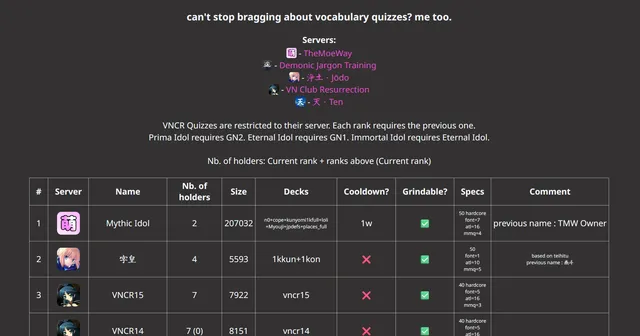 can't stop bragging about vocabulary quizzes? me too.
Servers:
- TheMoeWay
- Demonic Jargon Training
- 浄土 · Jōdo
- VN Club Resurrection
- 天 · Ten
VNCR Quizzes are restricted to their server. Each rank requires the previous one.
Prima Idol requires GN2. Eternal Idol requires GN1. Immortal Idol requires Eternal Idol.
Nb. of holders: Current rank + ranks above (Current rank)
# Server Name Nb. of holders Size Decks Cooldown? Grindable? Specs Comment
1 萌 Mythic Idol 2 207032 1w ✅ 50 hardcore font=7 atl=16 mmq=4 previous name : TMW Owner
2 字皇 4 5593 1kkun+1kon ❌ ✅ 50 font=1 atl=10 mmq=5 based on teihitu previous name :
3 VNCR15 7 7922 vncr15 ❌ ✅ 40 hardcore font=5 atl=16 mmq=3
VNCR14 7 (0) 8151 vncr14 ❌ ✅ 40 hardcore font=5 atl=16